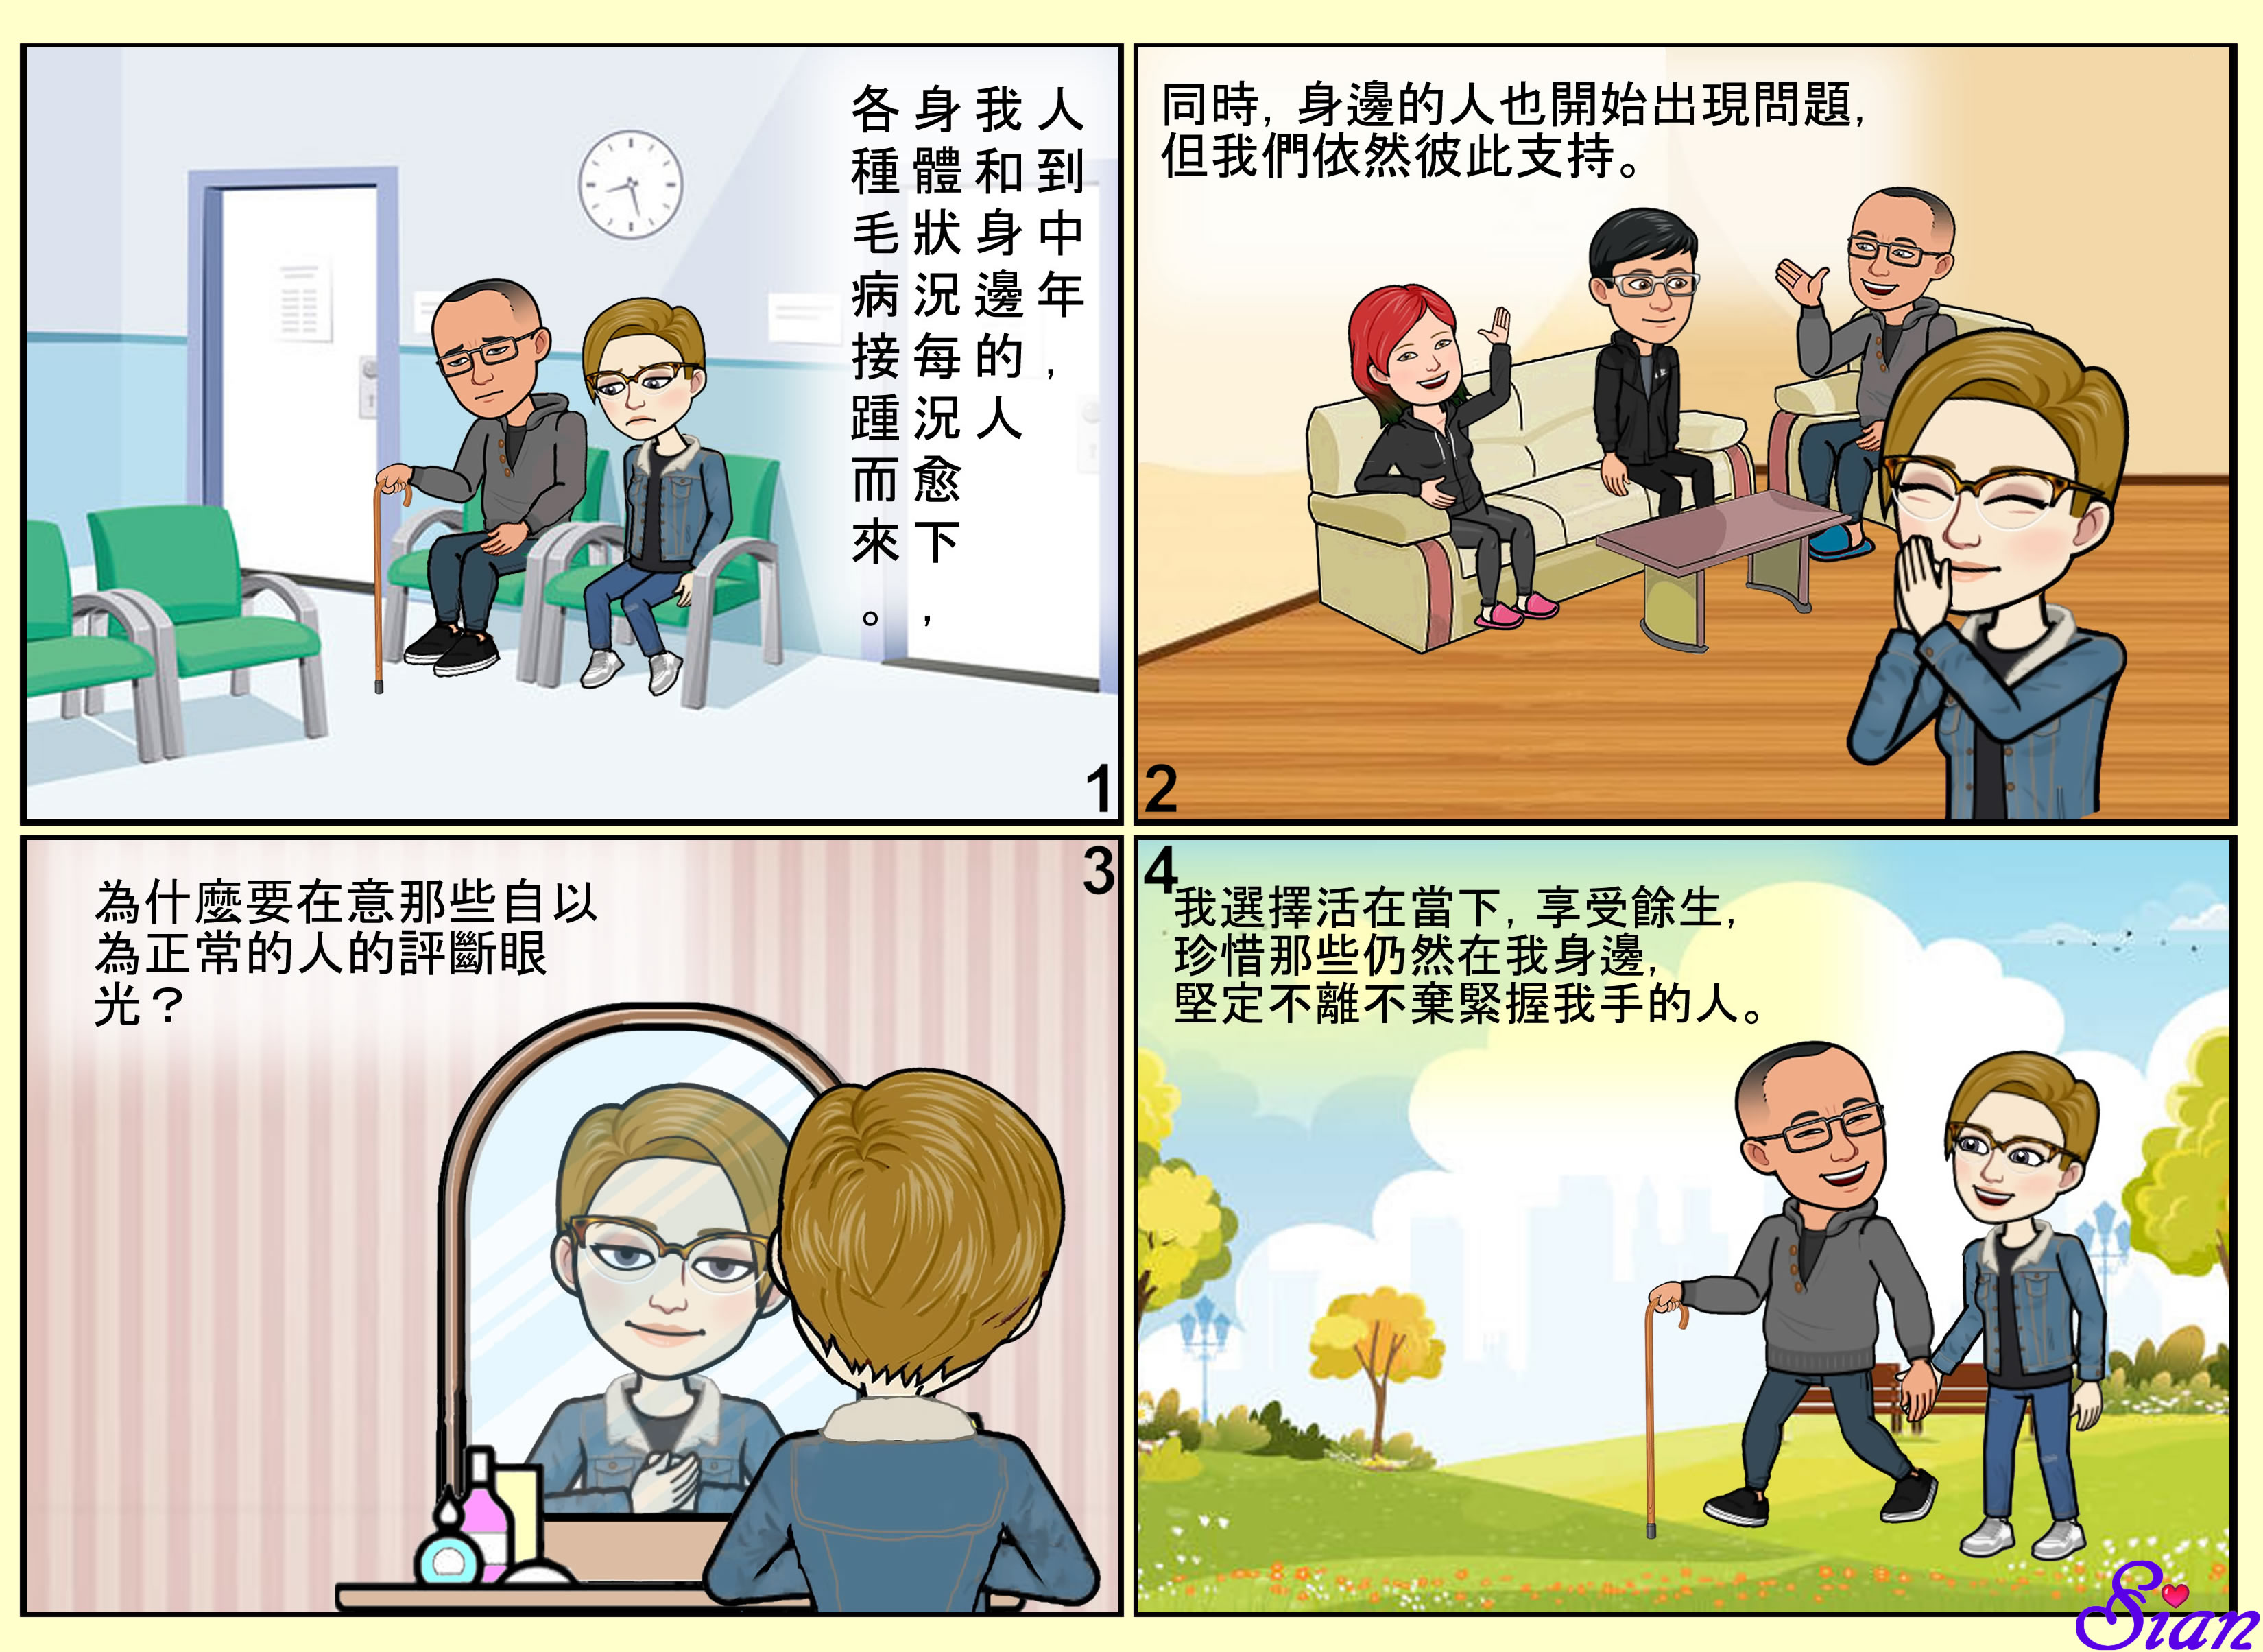 人到中年，
我和身邊的人
身體狀況每況愈下，
各種毛病接踵而來。
1
同時, 身邊的人也開始出現問題,
但我們依然彼此支持。
2
3
為什麼要在意那些自以
為正常的人的評斷眼
光？
4
我選擇活在當下, 享受餘生,
珍惜那些仍然在我身邊,
堅定不離不棄緊握我手的人。
Sian